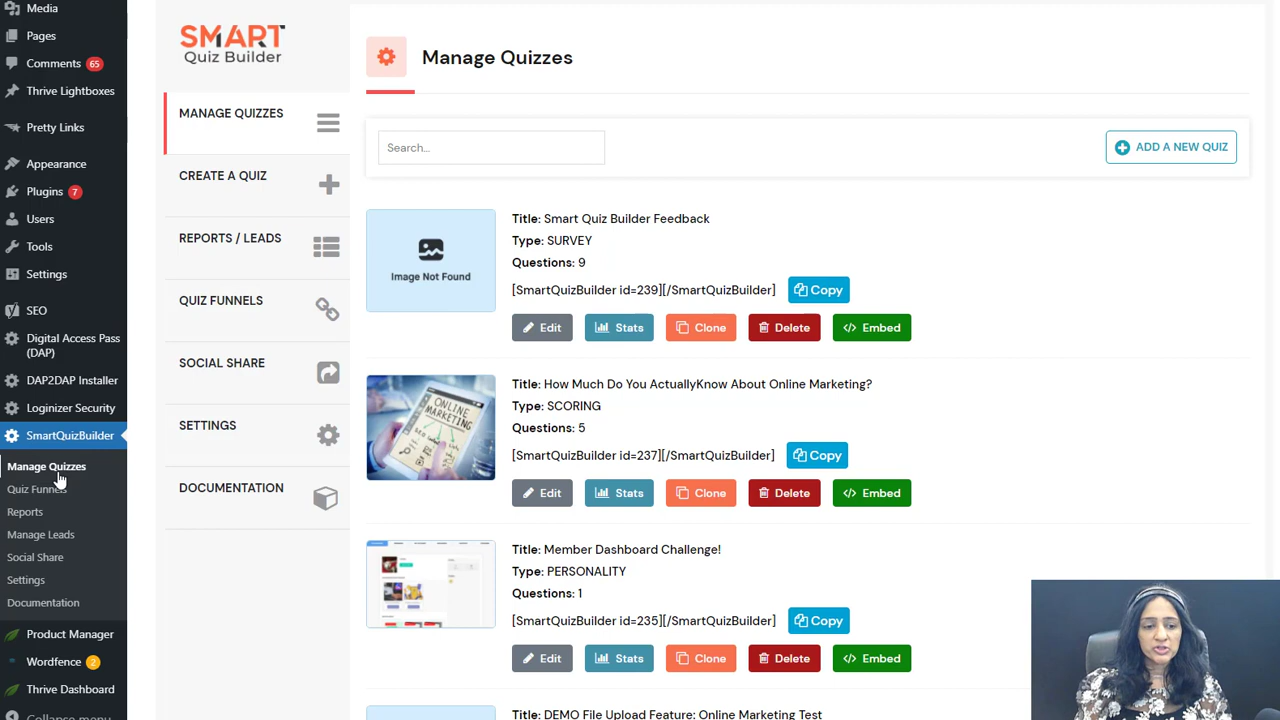 Media
Pages
Comments 65
Thrive Lightboxes
Pretty Links
Appearance
Plugins 7
Users
Tools
Settings
SEO
Digital Access Pass
(DAP)
DAP2DAP Installer
Loginizer Security
SmartQuizBuilder
Manage Quizzes
Quiz Funnels
Reports
Manage Leads
Social Share
Settings
Documentation
Product Manager
Wordfence 2
Thrive Dashboard
Collapse menu
SMART
Quiz Builder
MANAGE QUIZZES
CREATE A QUIZ
REPORTS / LEADS
QUIZ FUNNELS
SOCIAL SHARE
SETTINGS
DOCUMENTATION
Manage Quizzes
Search...
ADD A NEW QUIZ
Image Not Found
Title: Smart Quiz Builder Feedback
Type: SURVEY
Questions: 9
[SmartQuizBuilder id=239][/SmartQuizBuilder] Copy
Edit Stats Clone Delete Embed
ONLINE
MARKETING
Title: How Much Do You ActuallyKnow About Online Marketing?
Type: SCORING
Questions: 5
[SmartQuizBuilder id=237][/SmartQuizBuilder] Copy
Edit Stats Clone Delete Embed
Title: Member Dashboard Challenge!
Type: PERSONALITY
Questions: 1
[SmartQuizBuilder id=235][/SmartQuizBuilder] Copy
Edit Stats Clone Delete Embed
Title: DEMO File Upload Feature: Online Marketing Test